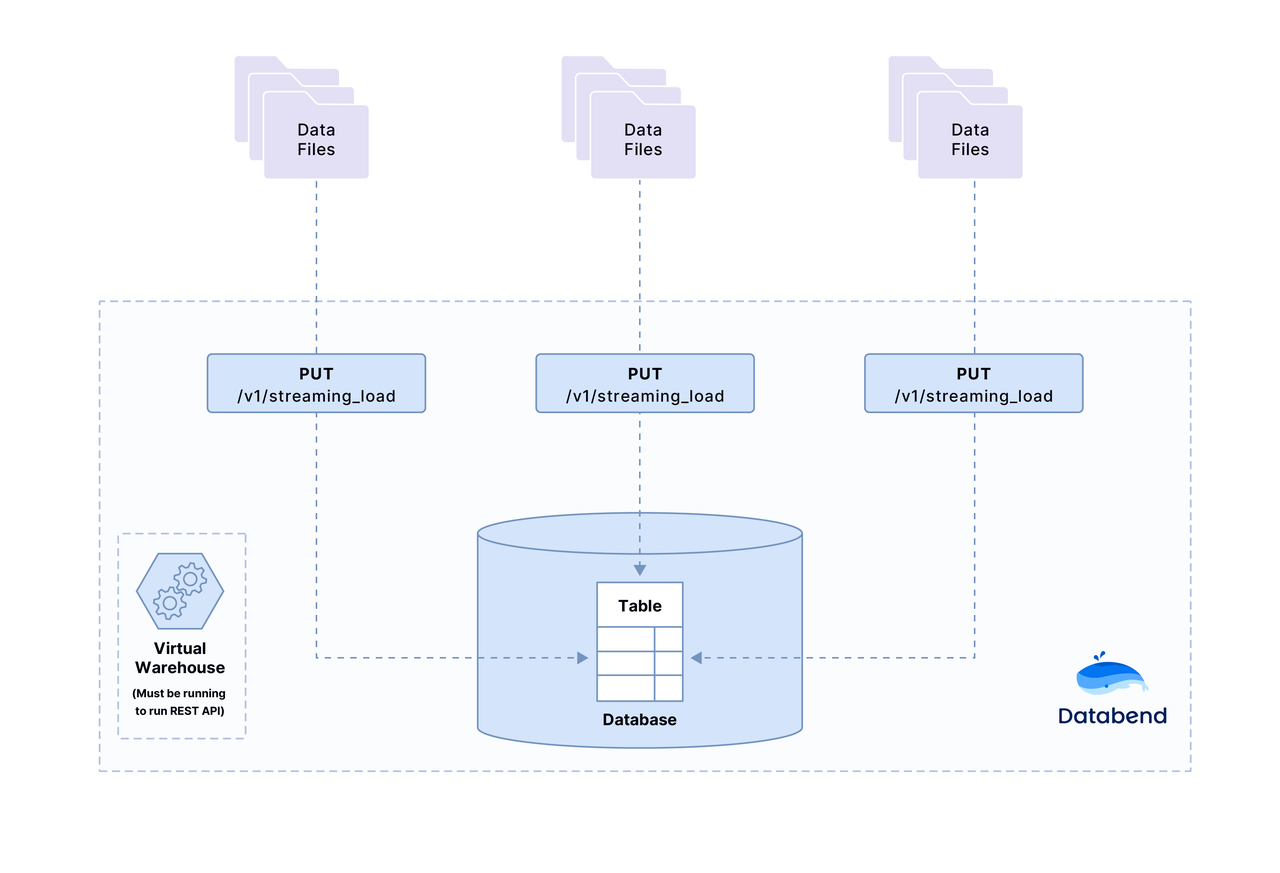 Data
Files
Data
Files
Data
Files
PUT
/v1/streaming_load
PUT
/v1/streaming_load
PUT
/v1/streaming_load
Table
Database
Virtual
Warehouse
(Must be running
to run REST API)
Databend